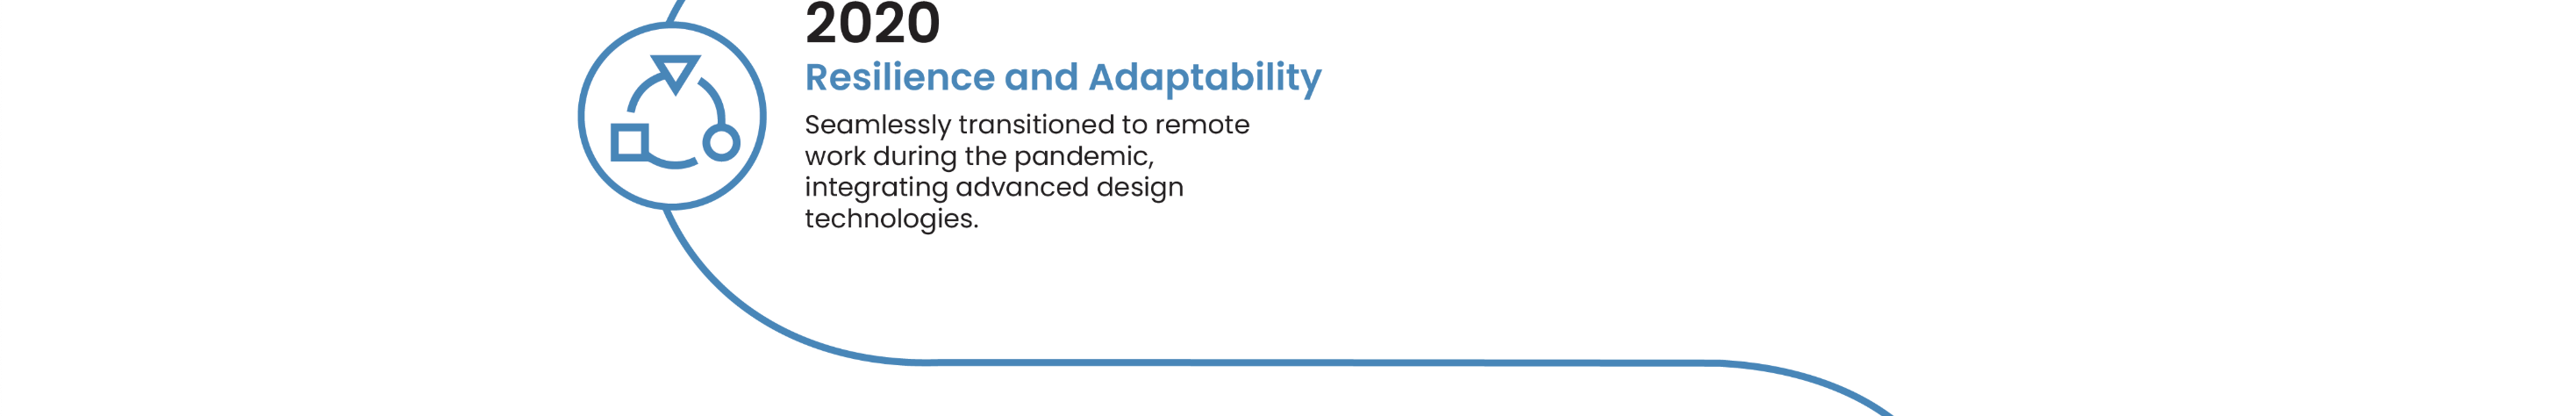 2020
Resilience and Adaptability
Seamlessly transitioned to remote
work during the pandemic,
integrating advanced design
technologies.